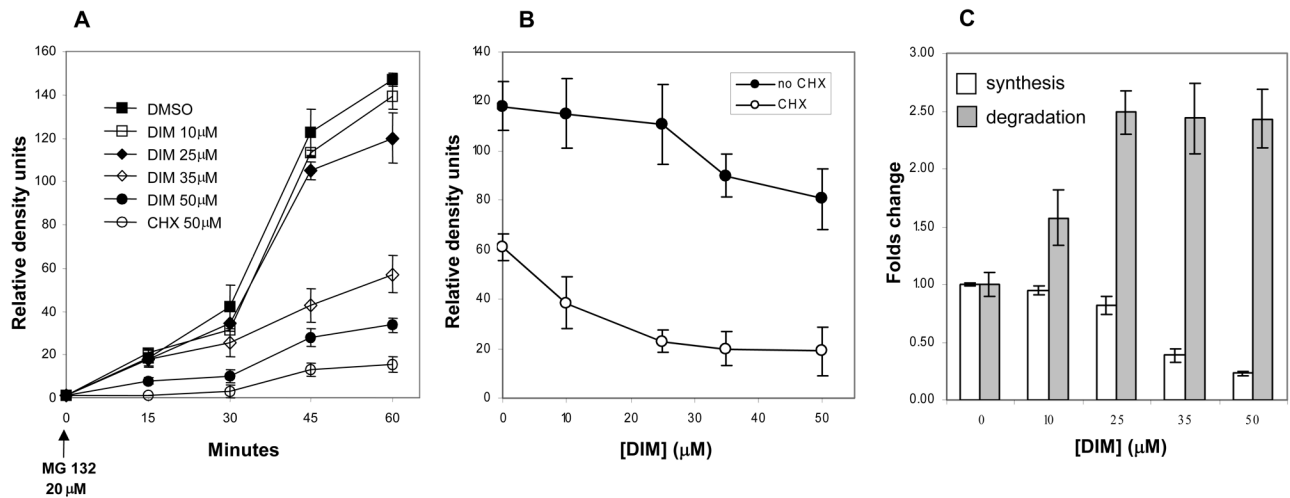 A
Relative density units
160
140
120
100
80
60
40
20
0
DMSO
DIM 10μM
DIM 25μM
DIM 35μM
DIM 50μM
CHX 50μM
0 15 30 45 60
Minutes
MG 132
20 μM
B
Relative density units
140
120
100
80
60
40
20
0
no CHX
CHX
0 10 20 30 40 50
[DIM] (μM)
C
Folds change
3.00
2.50
2.00
1.50
1.00
0.50
0.00
synthesis
degradation
0 10 25 35 50
[DIM] (μM)